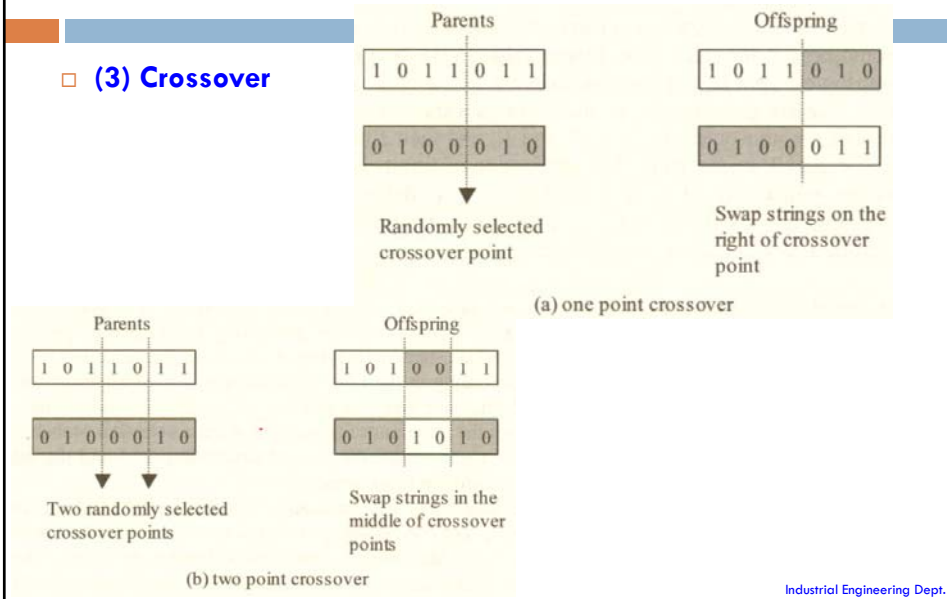 (3) Crossover
Parents
1 0 1 1 0 1 1
0 1 0 0 0 1 0
Randomly selected
crossover point
Offspring
1 0 1 1 0 1 0
0 1 0 0 0 1 1
Swap strings on the
right of crossover
point
(a) one point crossover
Parents
1 0 1 1 0 1 1
0 1 0 0 0 1 0
Two randomly selected
crossover points
Offspring
1 0 1 0 0 1 1
0 1 0 1 0 1 0
Swap strings in the
middle of crossover
points
(b) two point crossover
Industrial Engineering Dept.